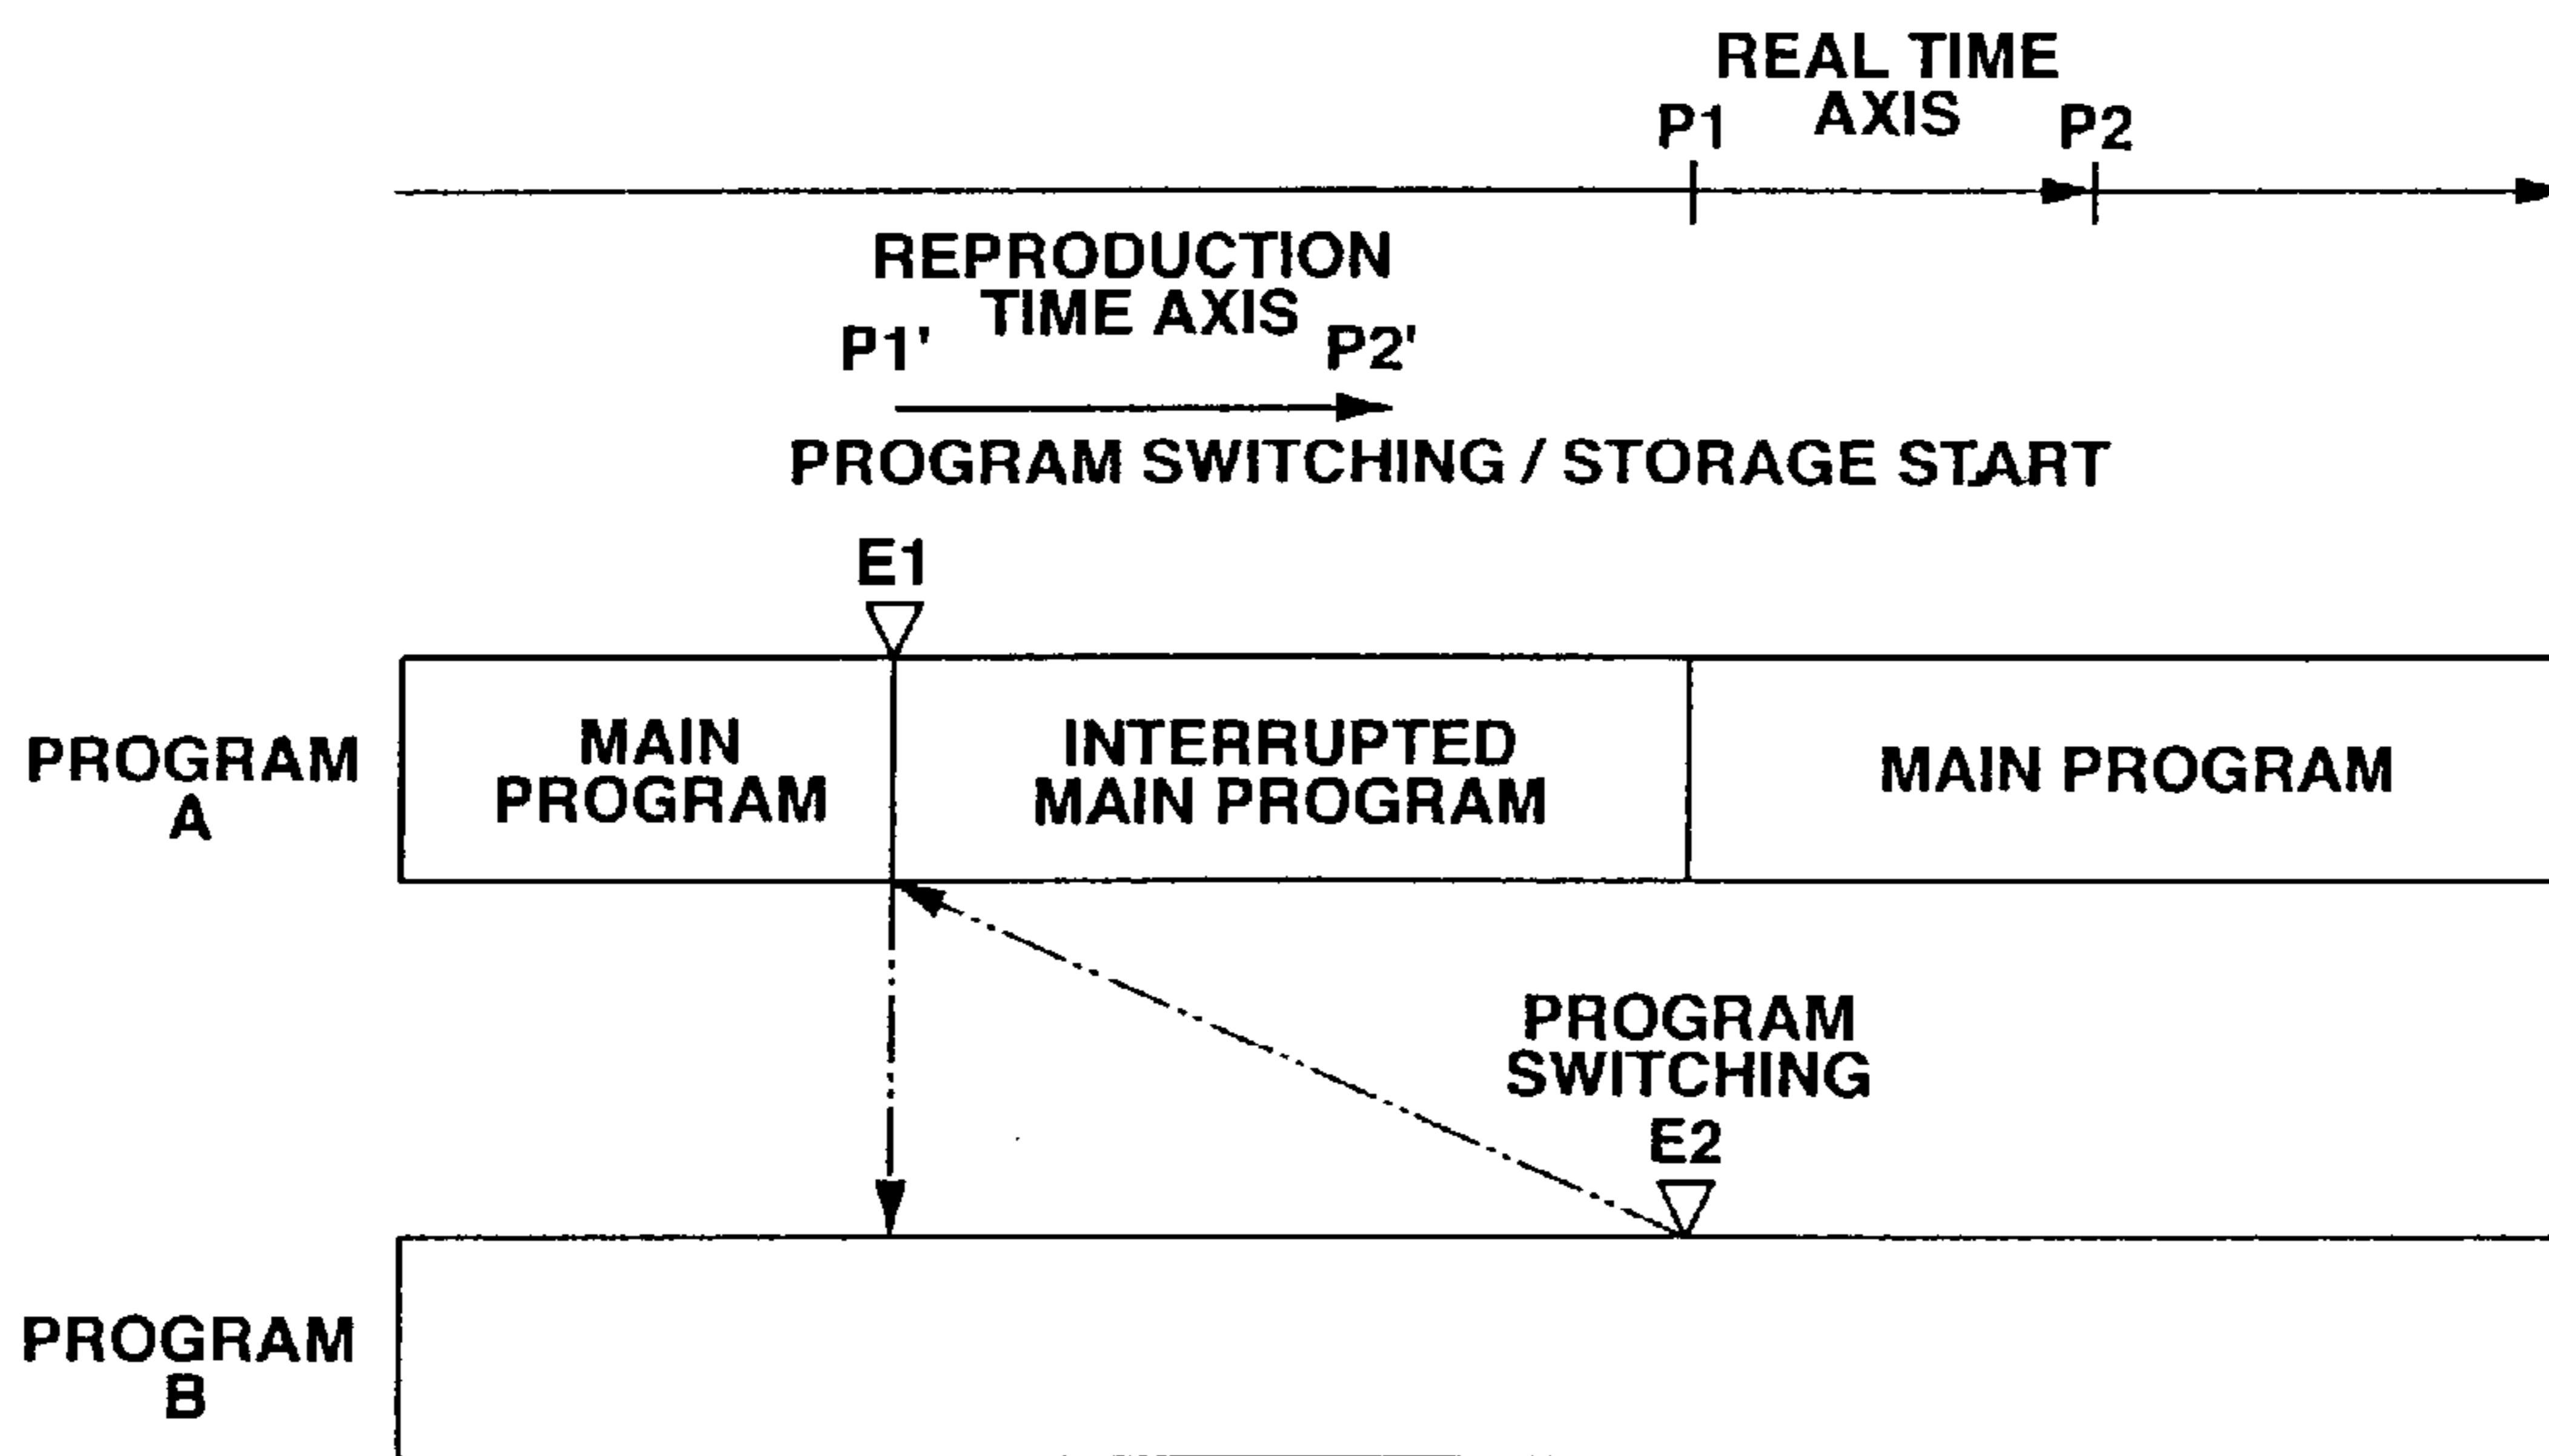 REAL TIME
AXIS
P1
P2
REPRODUCTION
TIME AXIS
P1'
P2'
PROGRAM SWITCHING / STORAGE START
E1
PROGRAM
A
MAIN
PROGRAM
INTERRUPTED
MAIN PROGRAM
MAIN PROGRAM
PROGRAM
SWITCHING
E2
PROGRAM
B